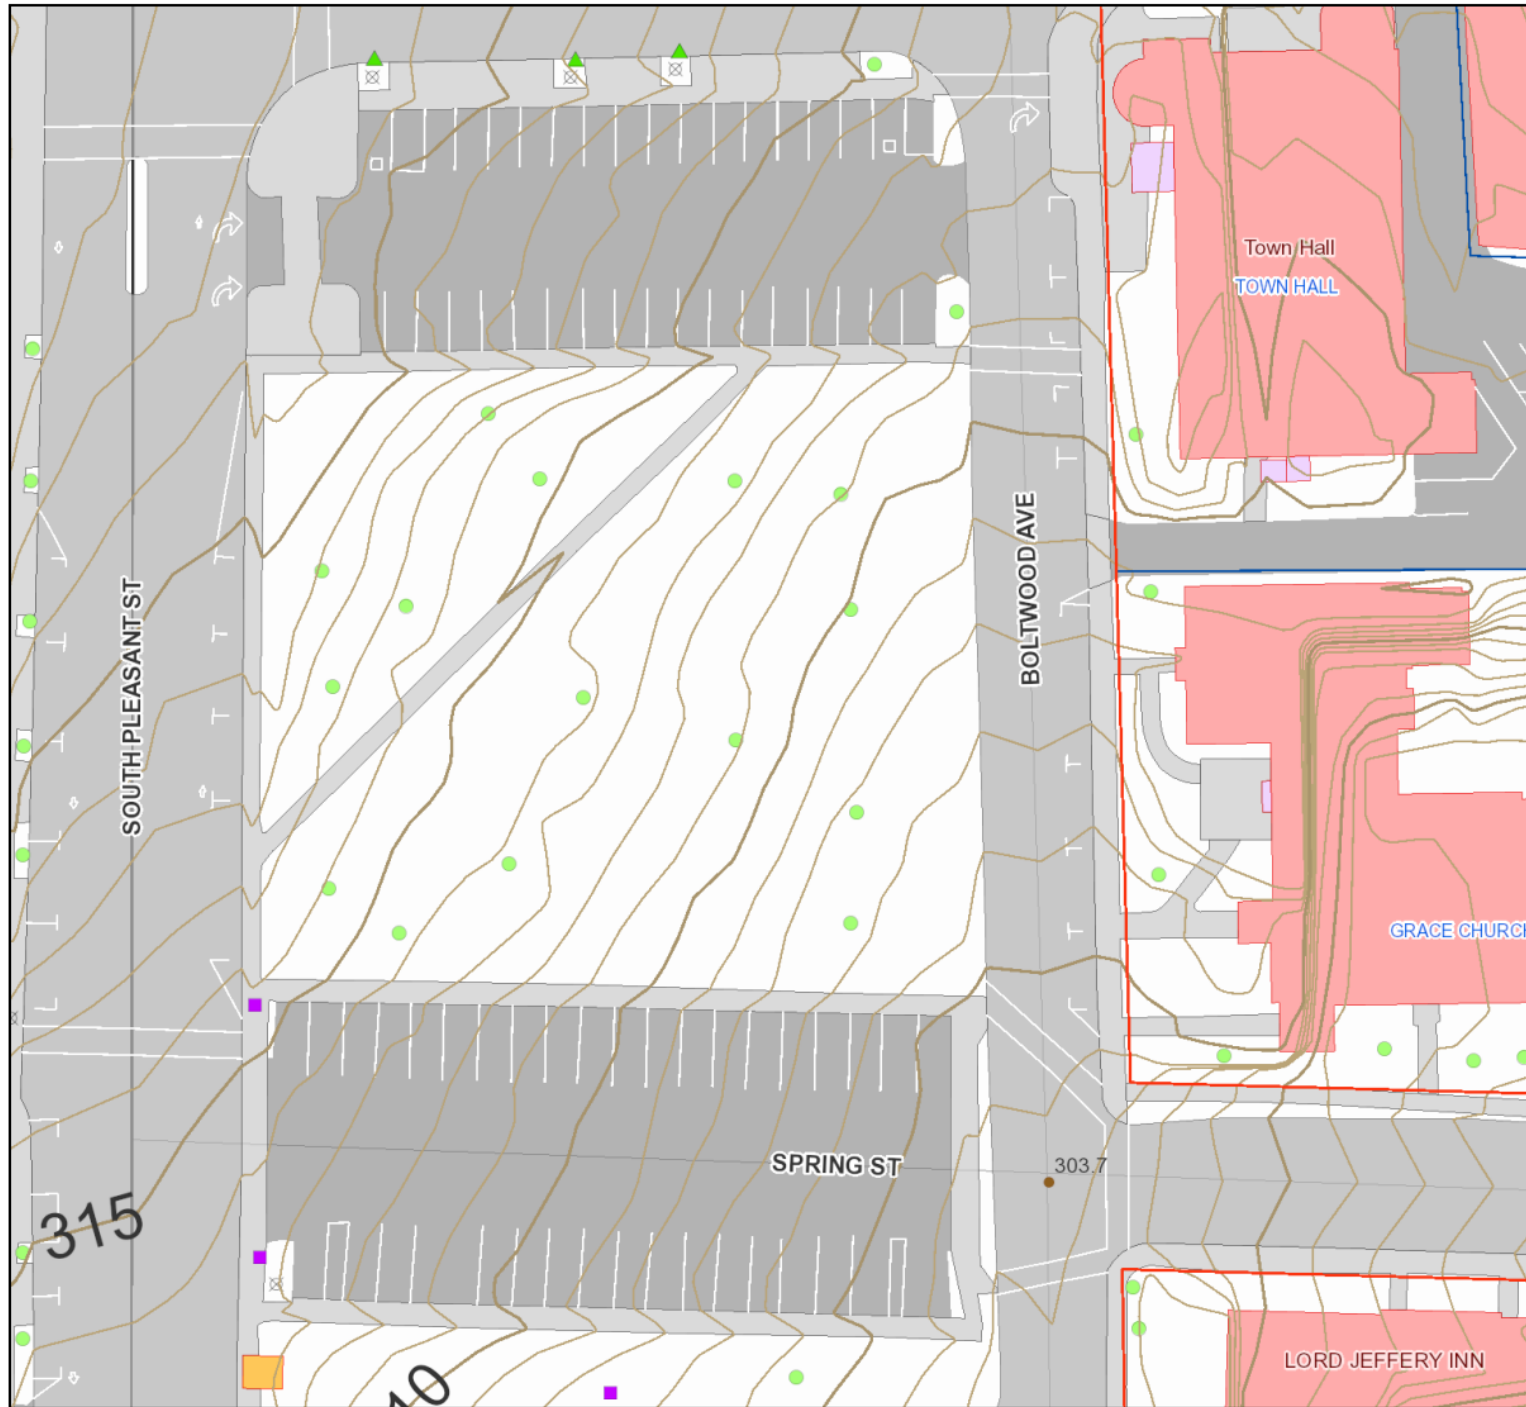 Town Hall
TOWN HALL
BOLTWOOD AVE
SOUTH PLEASANT ST
GRACE CHURCH
SPRING ST
303.7
315
LORD JEFFERY INN
10